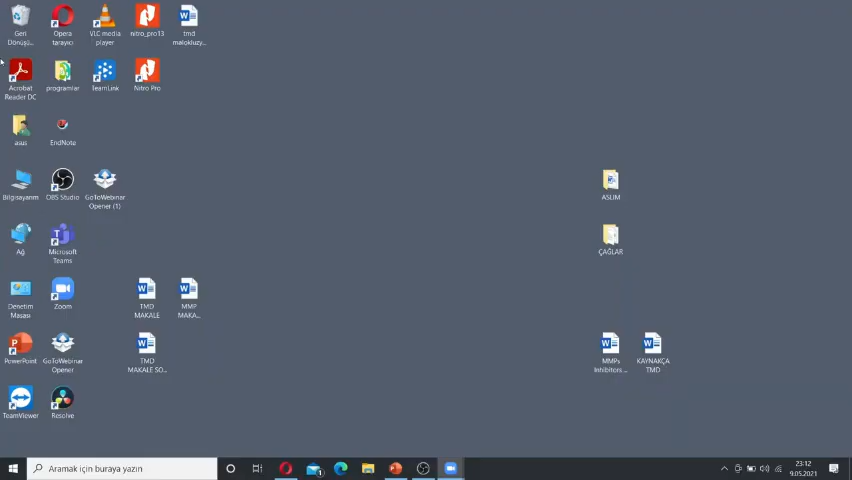 Geri
Dönüşü...
Opera
tarayıcı
VLC media
player
nitro_pro13
tmd
malokluzy...
Acrobat
Reader DC
programlar
TeamLink
Nitro Pro
asus
EndNote
Bilgisayarım
OBS Studio
GoToWebinar
Opener (1)
ASLIM
Ağ
Microsoft
Teams
ÇAĞLAR
Denetim
Masası
Zoom
TMD
MAKALE
MMP
MAKA...
PowerPoint
GoToWebinar
Opener
TMD
MAKALE SO...
MMPs
Inhibitors ...
KAYNAKÇA
TMD
TeamViewer
Resolve
Aramak için buraya yazın
1
23:12
9.05.2021